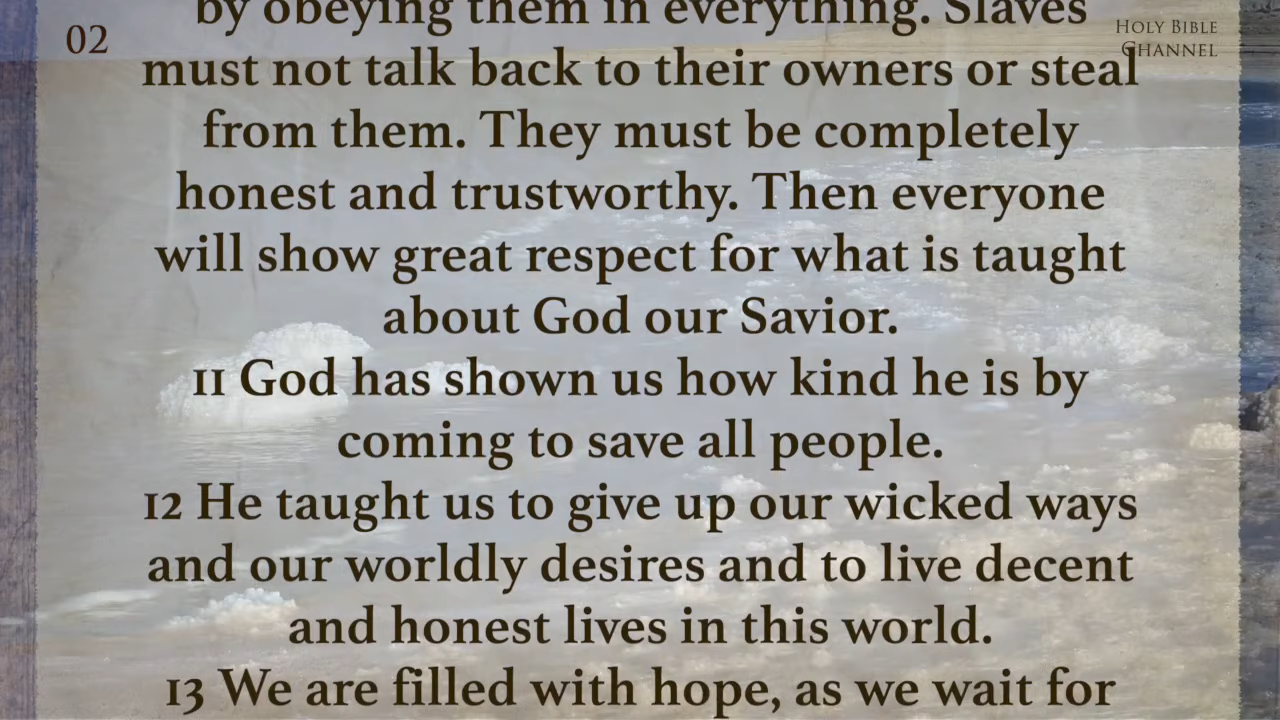 by obeying them in everything. Slaves
02
HOLY BIBLE
CHANNEL
must not talk back to their owners or steal
from them. They must be completely
honest and trustworthy. Then everyone
will show great respect for what is taught
about God our Savior.
11 God has shown us how kind he is by
coming to save all people.
12 He taught us to give up our wicked ways
and our worldly desires and to live decent
and honest lives in this world.
13 We are filled with hope, as we wait for